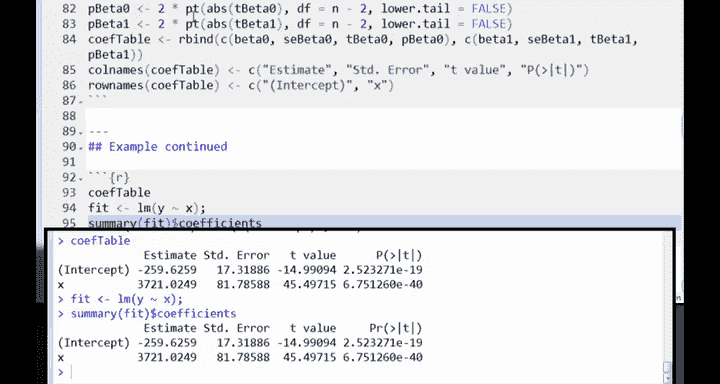 82 pBeta0 <- 2 * pt(abs(tBeta0), df = n - 2, lower.tail = FALSE)
83 pBeta1 <- 2 * pt(abs(tBeta1), df = n - 2, lower.tail = FALSE)
84 coefTable <- rbind(c(beta0, seBeta0, tBeta0, pBeta0), c(beta1, seBeta1, tBeta1,
pBeta1))
85 colnames(coefTable) <- c("Estimate", "Std. Error", "t value", "P(>|t|)")
86 rownames(coefTable) <- c("(Intercept)", "x")
87 ```
88
89 ---
90 ## Example continued
91
92 ```{r}
93 coefTable
94 fit <- lm(y ~ x);
95 summary(fit)$coefficients
> coefTable
Estimate Std. Error t value P(>|t|)
(Intercept) -259.6259 17.31886 -14.99094 2.523271e-19
x 3721.0249 81.78588 45.49715 6.751260e-40
> fit <- lm(y ~ x);
> summary(fit)$coefficients
Estimate Std. Error t value Pr(>|t|)
(Intercept) -259.6259 17.31886 -14.99094 2.523271e-19
x 3721.0249 81.78588 45.49715 6.751260e-40
>